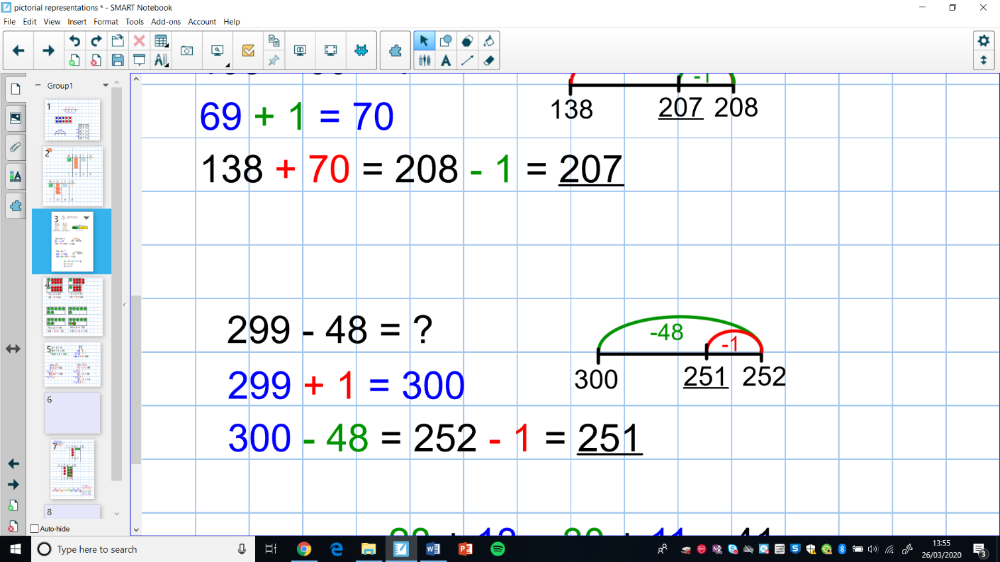 pictorial representations * - SMART Notebook
File Edit View Insert Format Tools Add-ons Account Help
Group1
1
2
3
4
5
6
7
8
Auto-hide
-1
138 207 208
69 + 1 = 70
138 + 70 = 208 - 1 = 207
299 - 48 = ?
-48
-1
300 251 252
299 + 1 = 300
300 - 48 = 252 - 1 = 251
Type here to search
13:55
26/03/2020
3